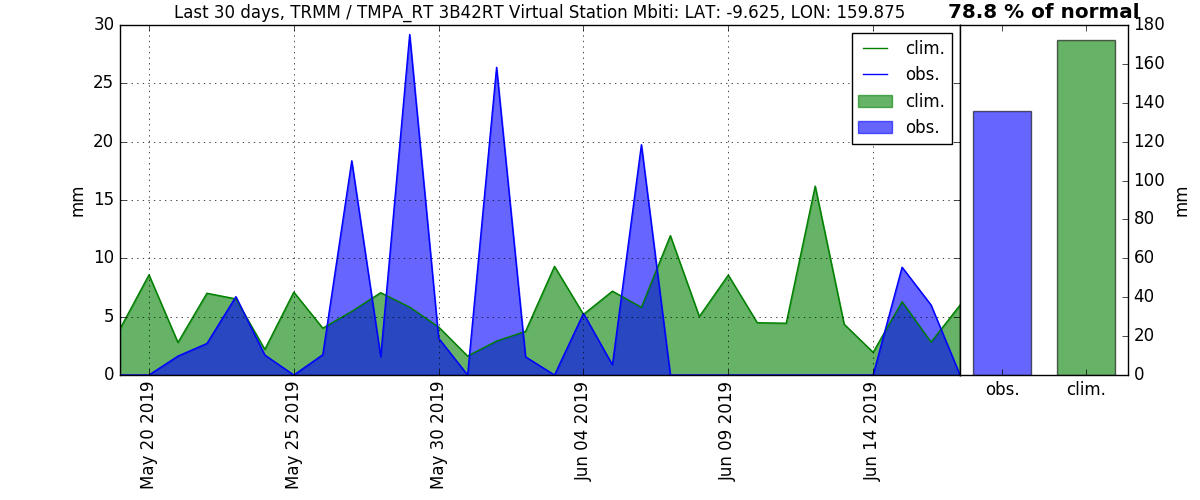 Last 30 days, TRMM / TMPA_RT 3B42RT Virtual Station Mbiti: LAT: -9.625, LON: 159.875
78.8 % of normal
30
25
20
15
10
5
0
mm
May 20 2019
May 25 2019
May 30 2019
Jun 04 2019
Jun 09 2019
Jun 14 2019
clim.
obs.
clim.
obs.
180
160
140
120
100
80
60
40
20
0
mm
obs.
clim.